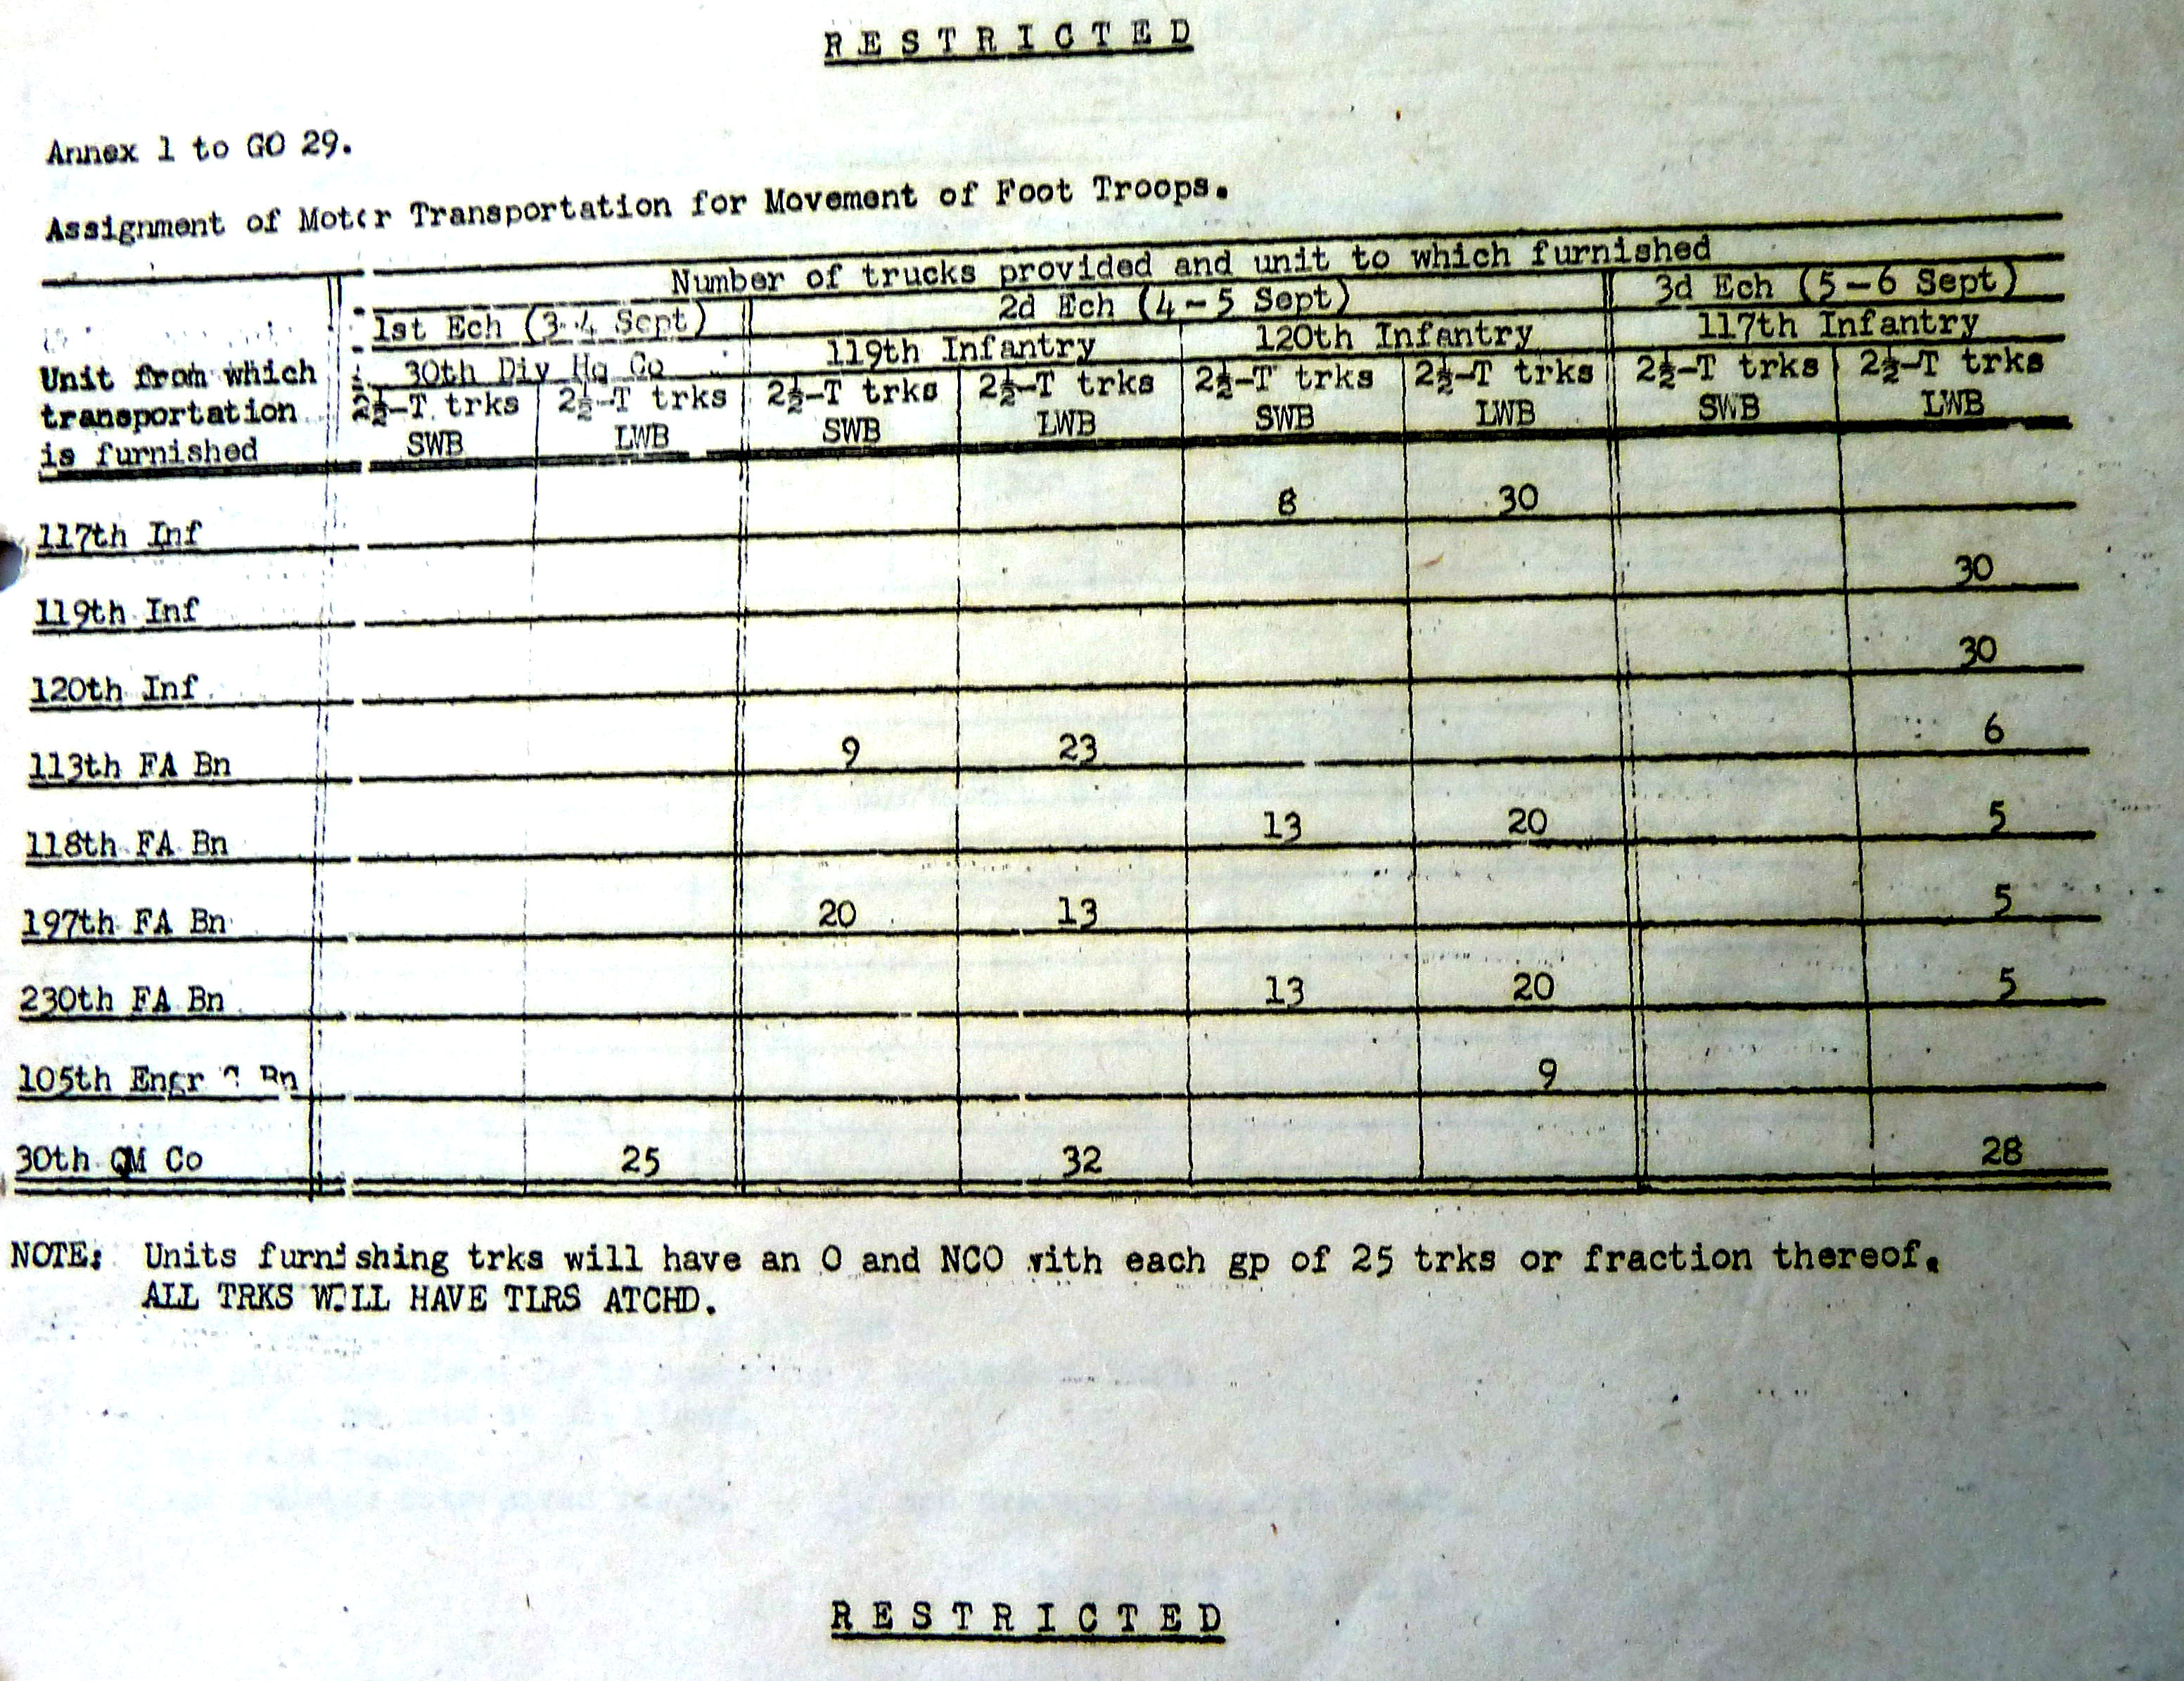 RESTRICTED
Annex 1 to GO 29.
Assignment of Motor Transportation for Movement of Foot Troops.
Number of trucks provided and unit to which furnished
1st Ech (3-4 Sept) 2d Ech (4-5 Sept) 3d Ech (5-6 Sept)
30th Div Hq Co 119th Infantry 120th Infantry 117th Infantry
Unit from which transportation is furnished
2½-T trks SWB 2½-T trks LWB 2½-T trks SWB 2½-T trks LWB 2½-T trks SWB 2½-T trks LWB 2½-T trks SWB 2½-T trks LWB
117th Inf 8 30
119th Inf 30
120th Inf 30
113th FA Bn 9 23 6
118th FA Bn 13 20 5
197th FA Bn 20 13 5
230th FA Bn 13 20 5
105th Engr Bn 9
30th QM Co 25 32 28
NOTE: Units furnishing trks will have an O and NCO with each gp of 25 trks or fraction thereof.
ALL TRKS WILL HAVE TLRS ATCHD.
RESTRICTED